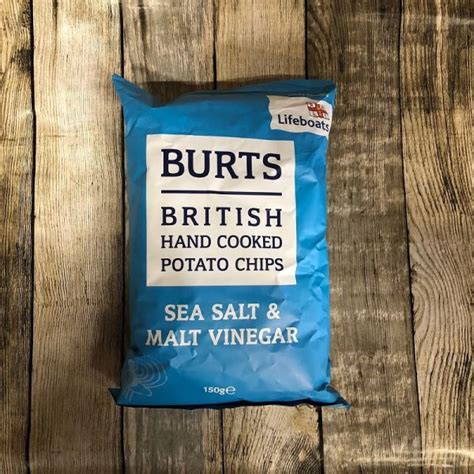 Lifeboats
BURTS
BRITISH
HAND COOKED
POTATO CHIPS
SEA SALT &
MALT VINEGAR
150g℮